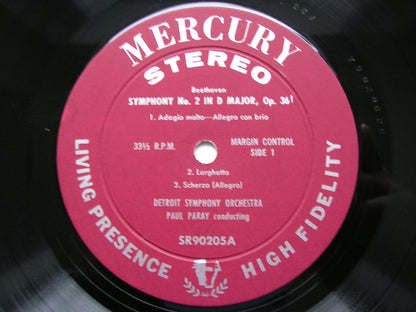 MERCURY
STEREO
Beethoven
SYMPHONY No. 2 IN D MAJOR, Op. 36
1. Adagio molto—Allegro con brio
33⅓ R.P.M.
MARGIN CONTROL
SIDE 1
2. Larghetto
3. Scherzo (Allegro)
DETROIT SYMPHONY ORCHESTRA
PAUL PARAY conducting
SR90205A
LIVING PRESENCE
HIGH FIDELITY